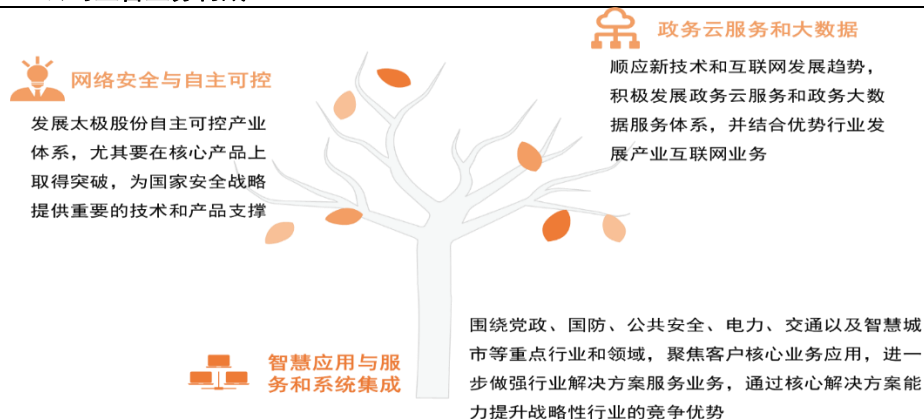 网络安全与自主可控
发展太极股份自主可控产业
体系，尤其要在核心产品上
取得突破，为国家安全战略
提供重要的技术和产品支撑
政务云服务和大数据
顺应新技术和互联网发展趋势，
积极发展政务云服务和政务大数
据服务体系，并结合优势行业发
展产业互联网业务
智慧应用与服
务和系统集成
围绕党政、国防、公共安全、电力、交通以及智慧城
市等重点行业和领域，聚焦客户核心业务应用，进一
步做强行业解决方案服务业务，通过核心解决方案能
力提升战略性行业的竞争优势